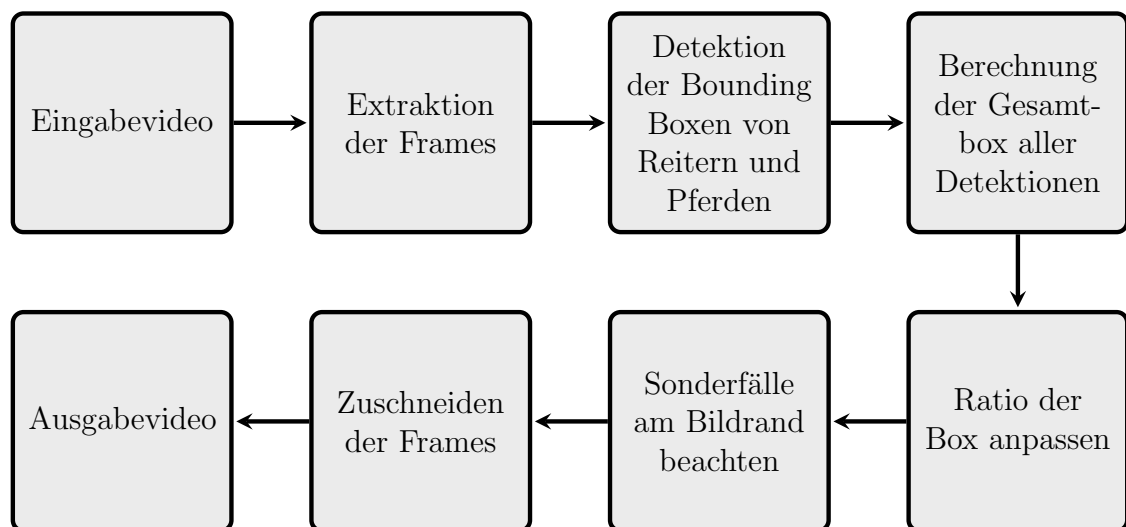 Eingabevideo
Extraktion
der Frames
Detektion
der Bounding
Boxen von
Reitern und
Pferden
Berechnung
der Gesamt-
box aller
Detektionen
Ausgabevideo
Zuschneiden
der Frames
Sonderfälle
am Bildrand
beachten
Ratio der
Box anpassen